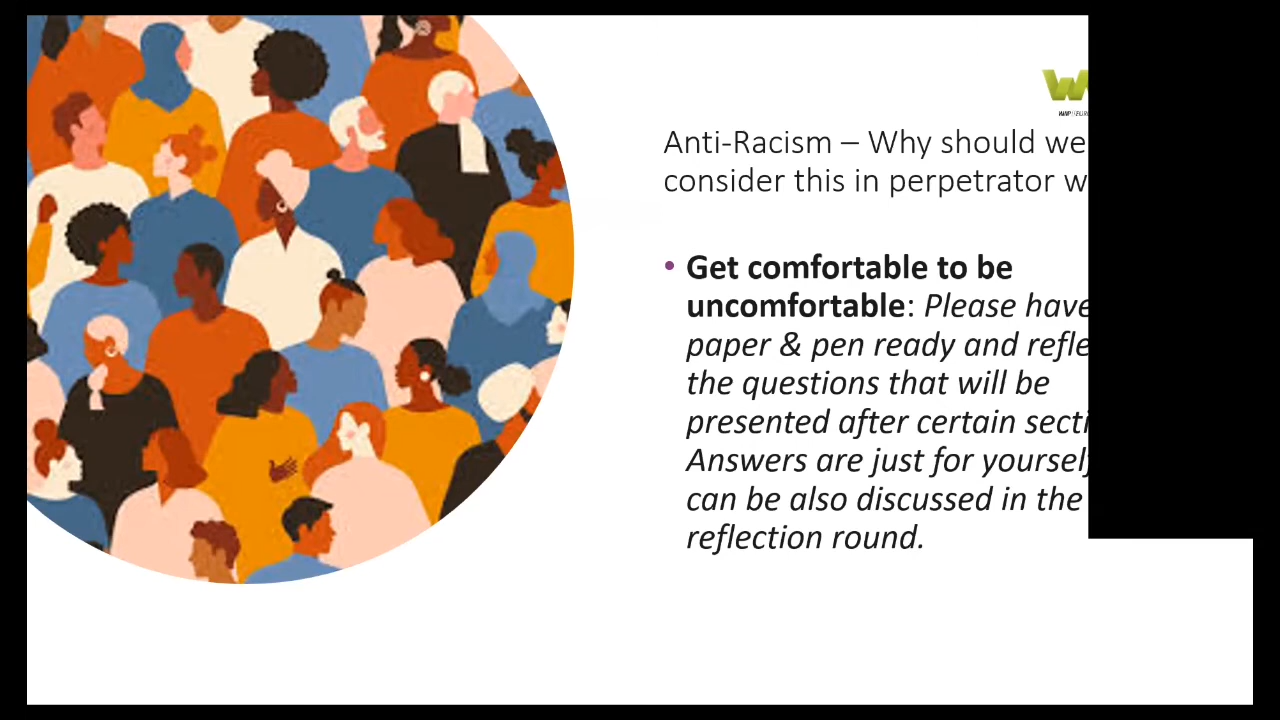 Anti-Racism – Why should we
consider this in perpetrator w
• Get comfortable to be
uncomfortable: Please have
paper & pen ready and refle
the questions that will be
presented after certain secti
Answers are just for yourself
can be also discussed in the
reflection round.